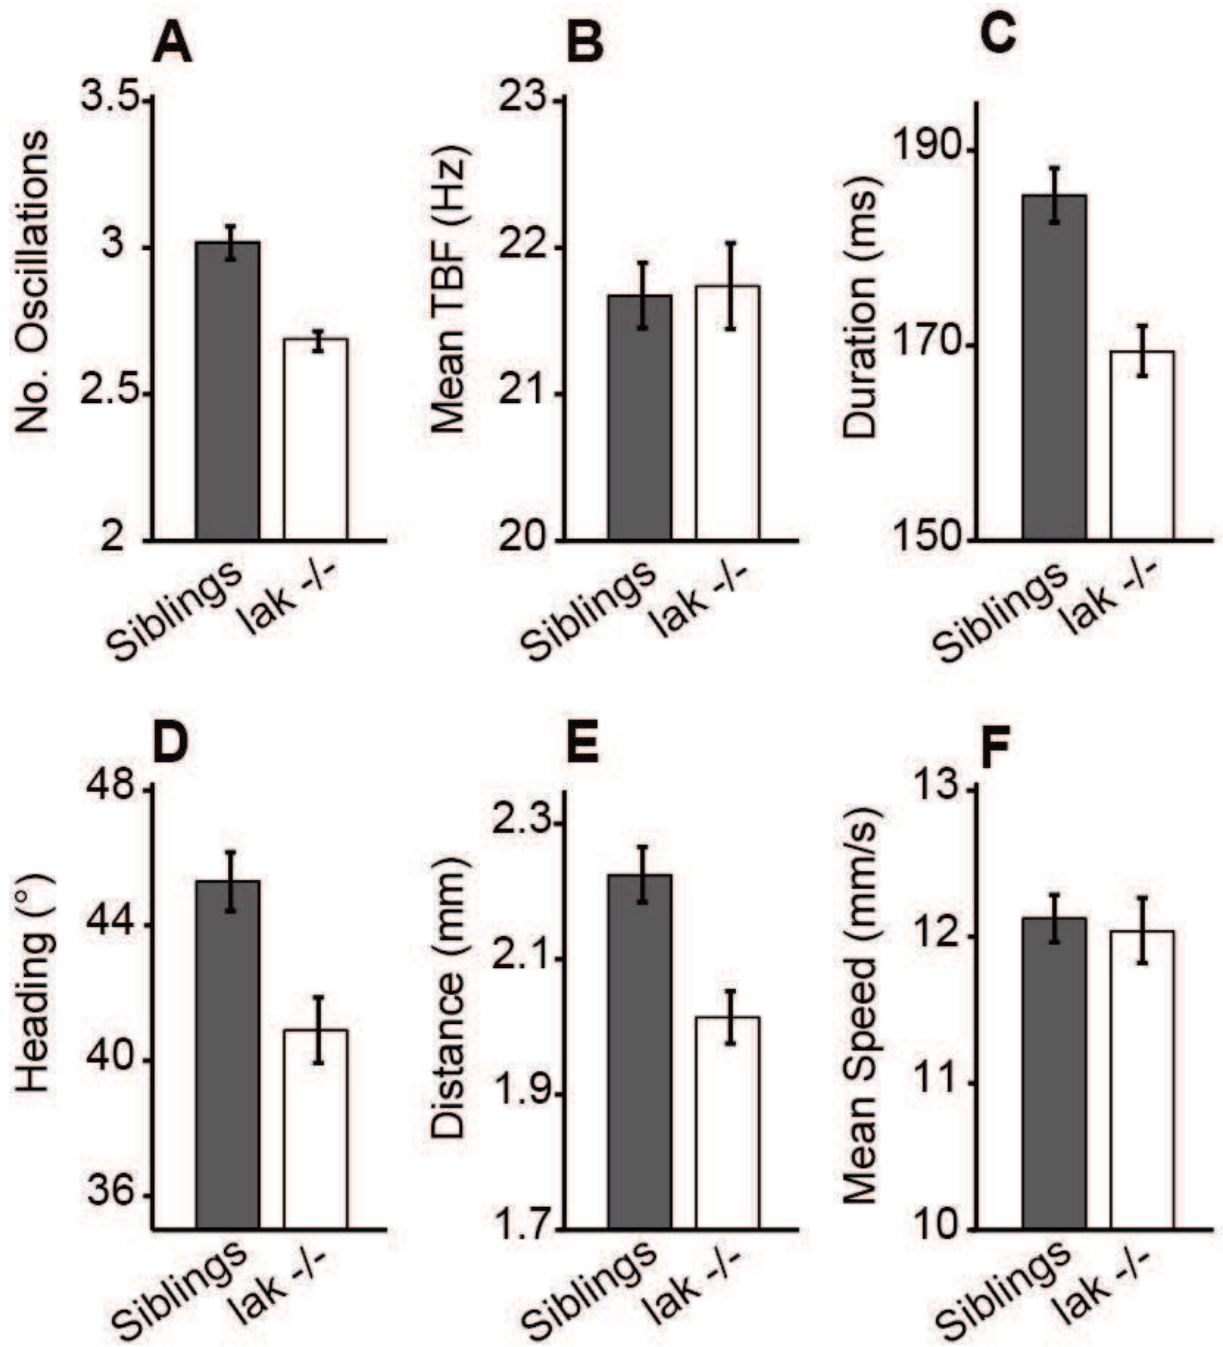 A
No. Oscillations
3.5
3
2.5
2
Siblings
lak -/-
B
Mean TBF (Hz)
23
22
21
20
Siblings
lak -/-
C
Duration (ms)
190
170
150
Siblings
lak -/-
D
Heading (°)
48
44
40
36
Siblings
lak -/-
E
Distance (mm)
2.3
2.1
1.9
1.7
Siblings
lak -/-
F
Mean Speed (mm/s)
13
12
11
10
Siblings
lak -/-